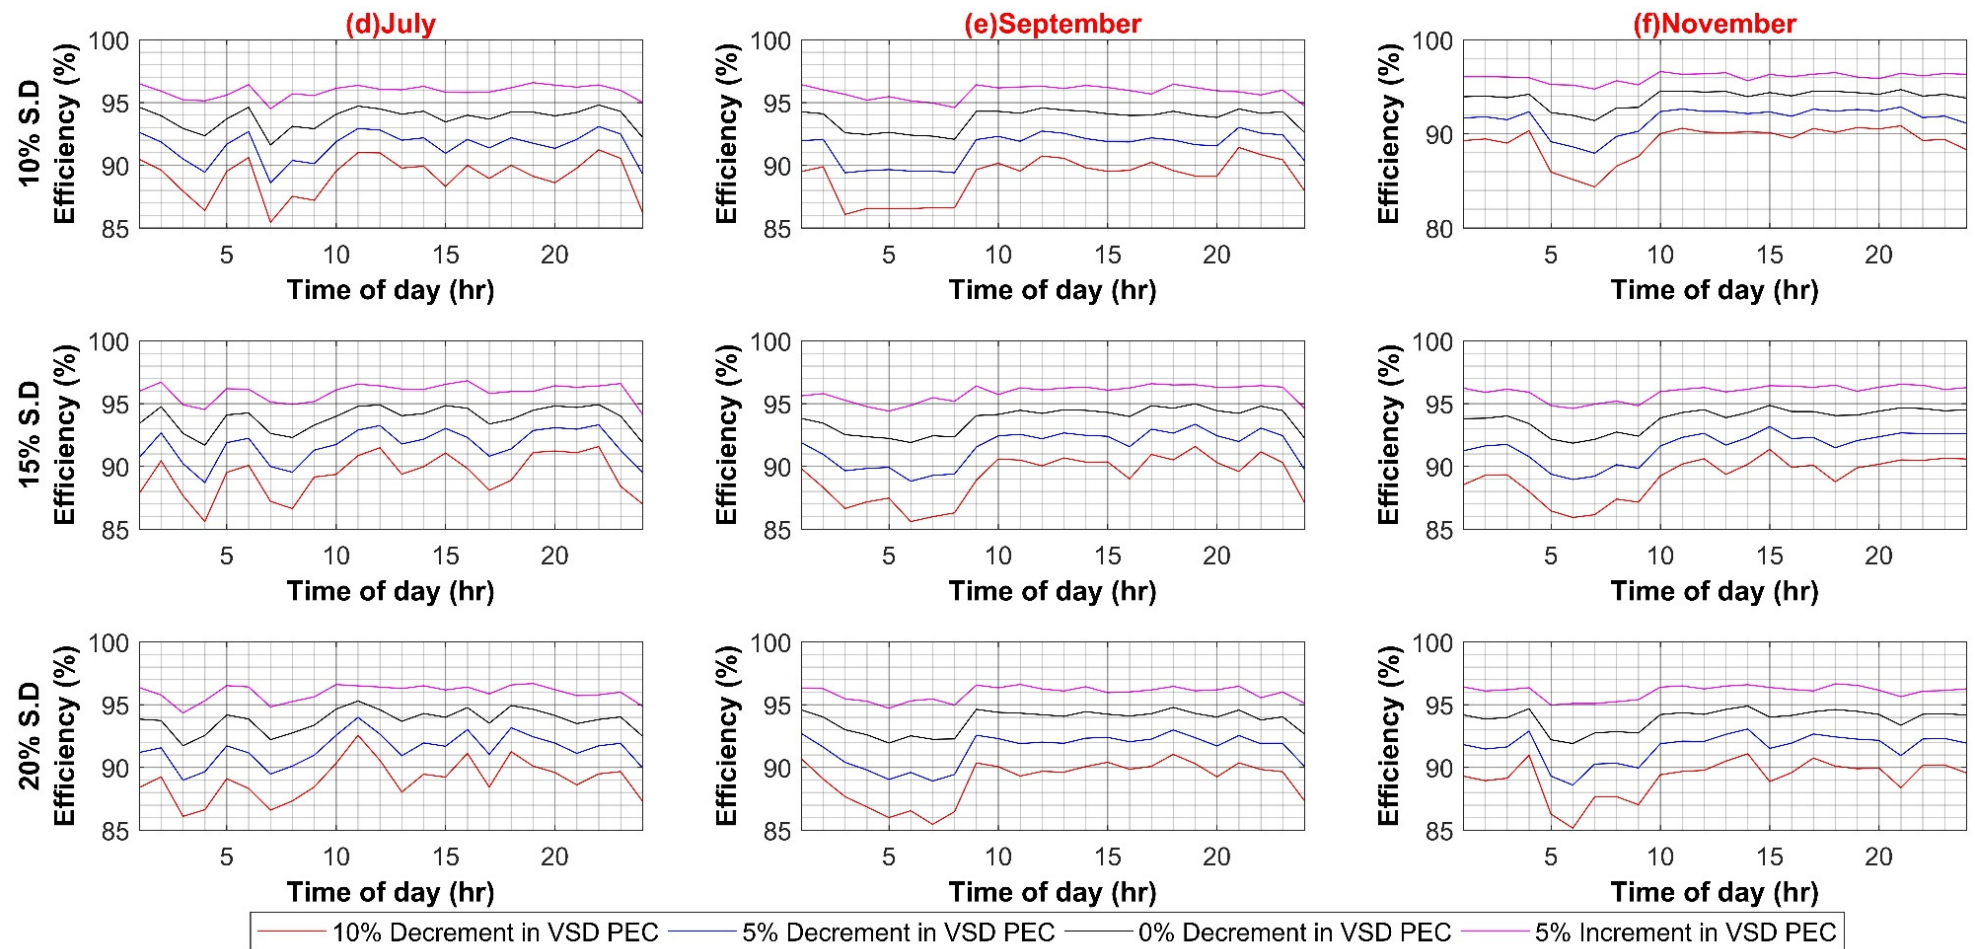 (d)July
(e)September
(f)November
10% S.D
Efficiency (%)
100
95
90
85
5
10
15
20
Time of day (hr)
Efficiency (%)
100
95
90
85
5
10
15
20
Time of day (hr)
Efficiency (%)
100
90
80
5
10
15
20
Time of day (hr)
15% S.D
Efficiency (%)
100
95
90
85
5
10
15
20
Time of day (hr)
Efficiency (%)
100
95
90
85
5
10
15
20
Time of day (hr)
Efficiency (%)
100
95
90
85
5
10
15
20
Time of day (hr)
20% S.D
Efficiency (%)
100
95
90
85
5
10
15
20
Time of day (hr)
Efficiency (%)
100
95
90
85
5
10
15
20
Time of day (hr)
Efficiency (%)
100
95
90
85
5
10
15
20
Time of day (hr)
10% Decrement in VSD PEC
5% Decrement in VSD PEC
0% Decrement in VSD PEC
5% Increment in VSD PEC